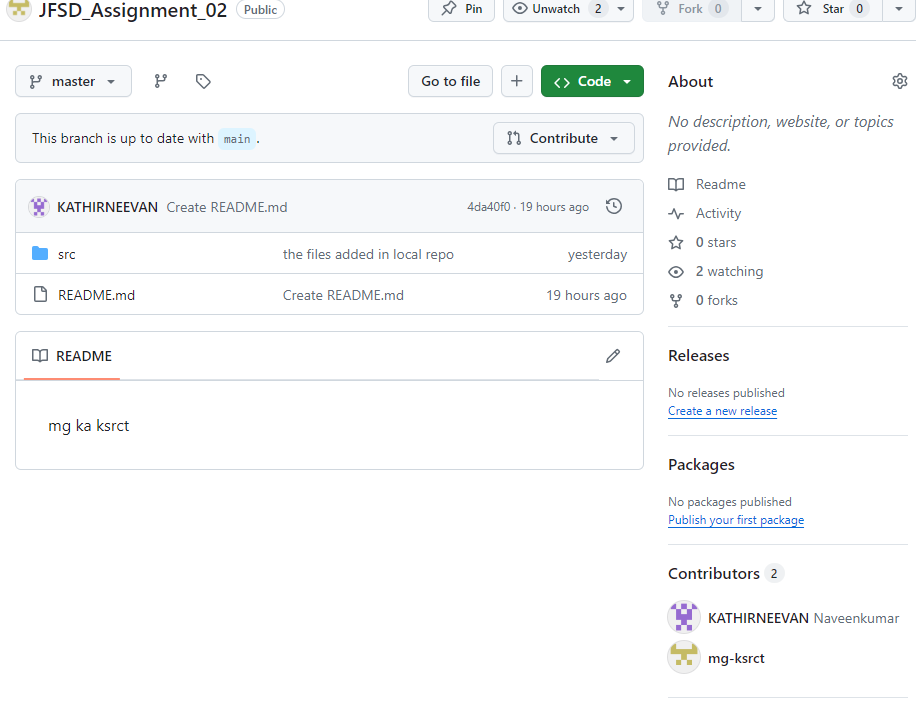 JFSD_Assignment_02 Public Pin Unwatch 2 Fork 0 Star 0
master Go to file + Code
This branch is up to date with main . Contribute
KATHIRNEEVAN Create README.md 4da40f0 · 19 hours ago
src the files added in local repo yesterday
README.md Create README.md 19 hours ago
README
mg ka ksrct
About
No description, website, or topics
provided.
Readme
Activity
0 stars
2 watching
0 forks
Releases
No releases published
Create a new release
Packages
No packages published
Publish your first package
Contributors 2
KATHIRNEEVAN Naveenkumar
mg-ksrct